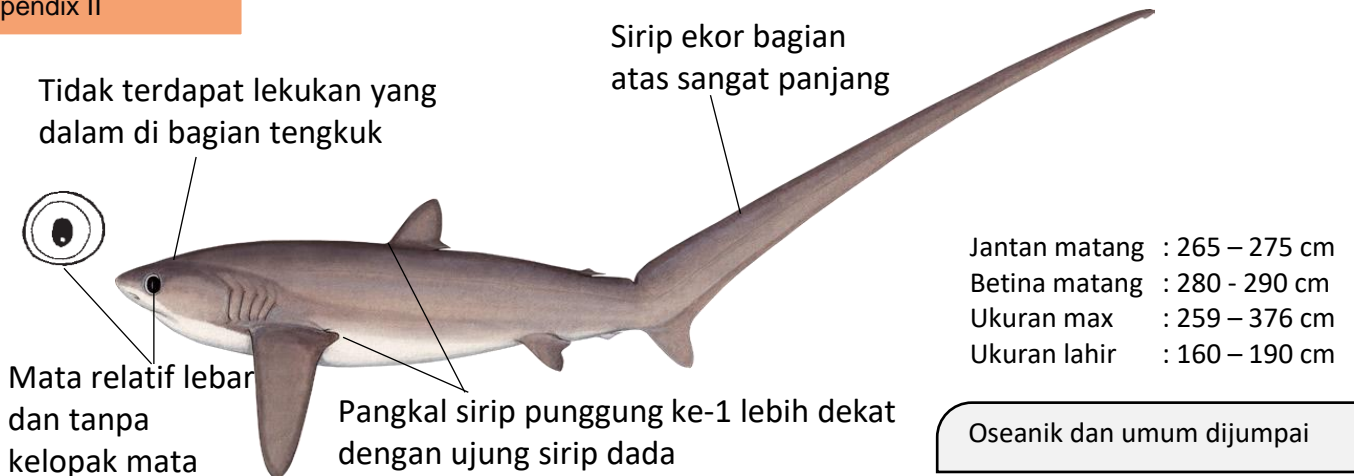 pendix II
Sirip ekor bagian
atas sangat panjang
Tidak terdapat lekukan yang
dalam di bagian tengkuk
Jantan matang : 265 – 275 cm
Betina matang : 280 - 290 cm
Ukuran max : 259 – 376 cm
Ukuran lahir : 160 – 190 cm
Mata relatif lebar
dan tanpa
kelopak mata
Pangkal sirip punggung ke-1 lebih dekat
dengan ujung sirip dada
Oseanik dan umum dijumpai